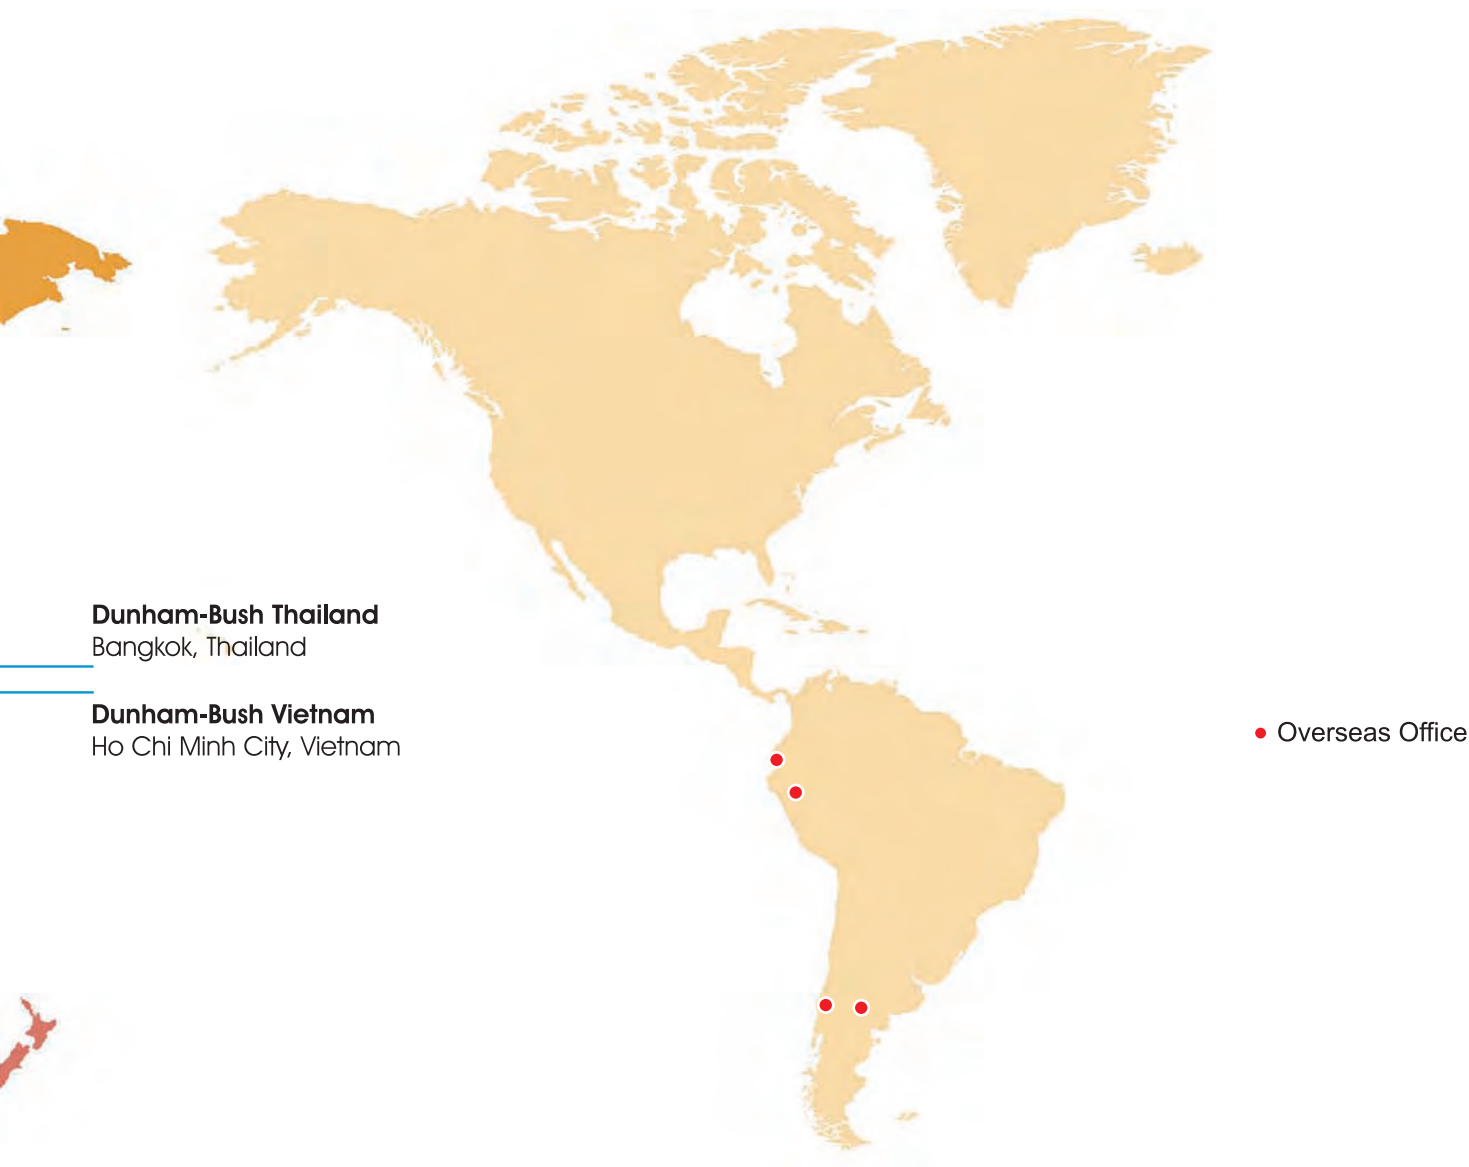 Dunham-Bush Thailand
Bangkok, Thailand
Dunham-Bush Vietnam
Ho Chi Minh City, Vietnam
Overseas Office